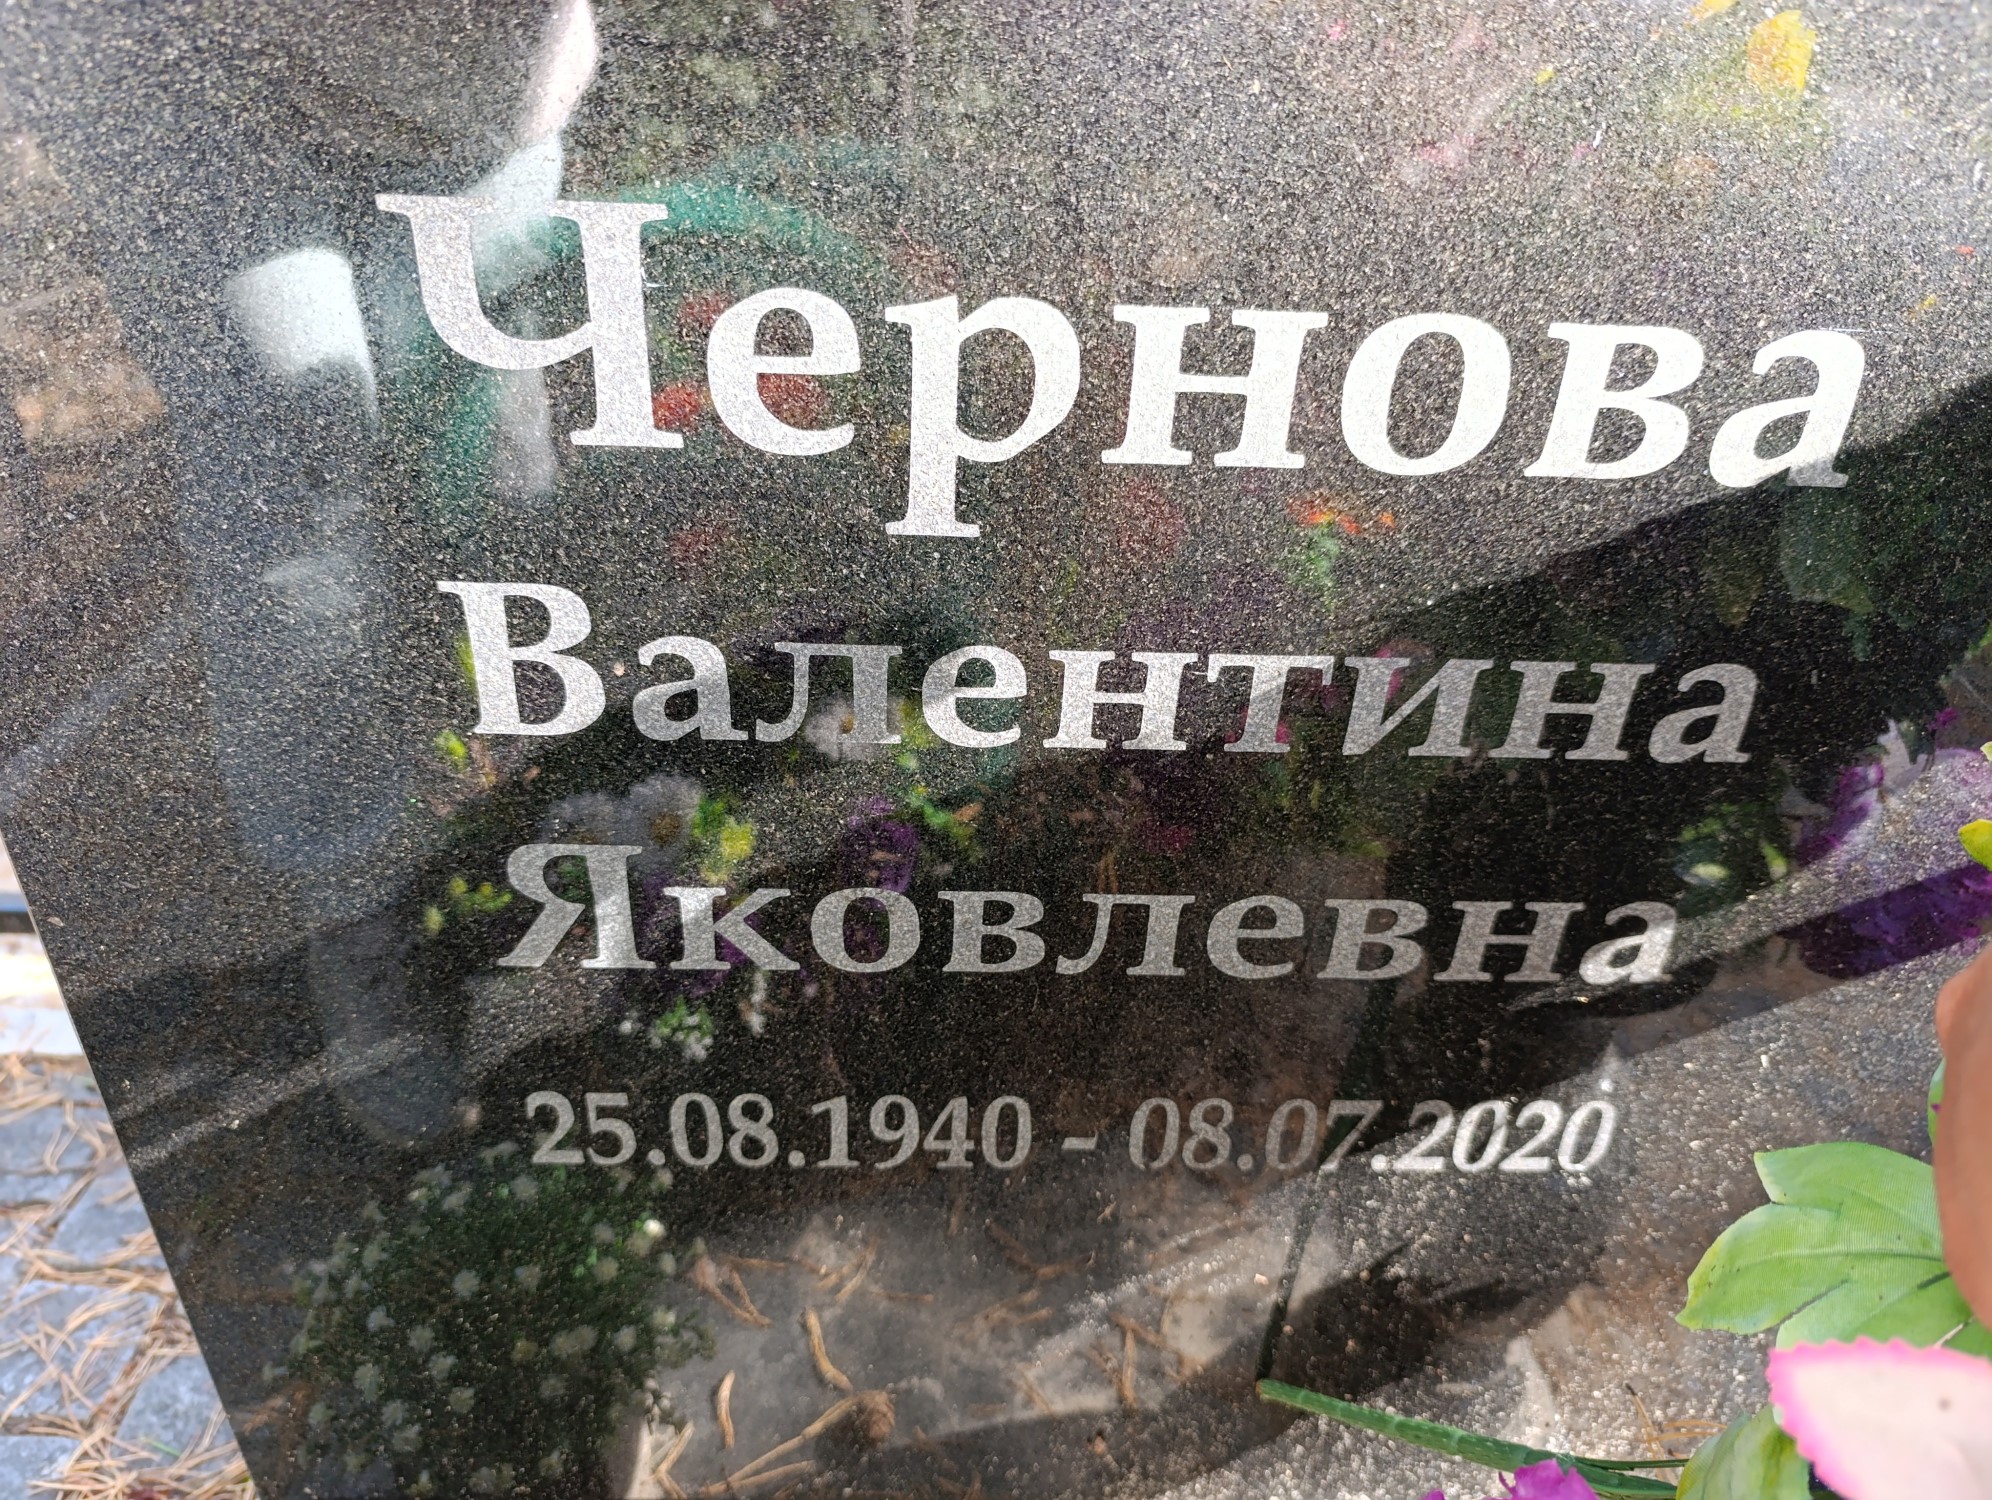 Чернова
Валентина
Яковлевна
25.08.1940 - 08.07.2020